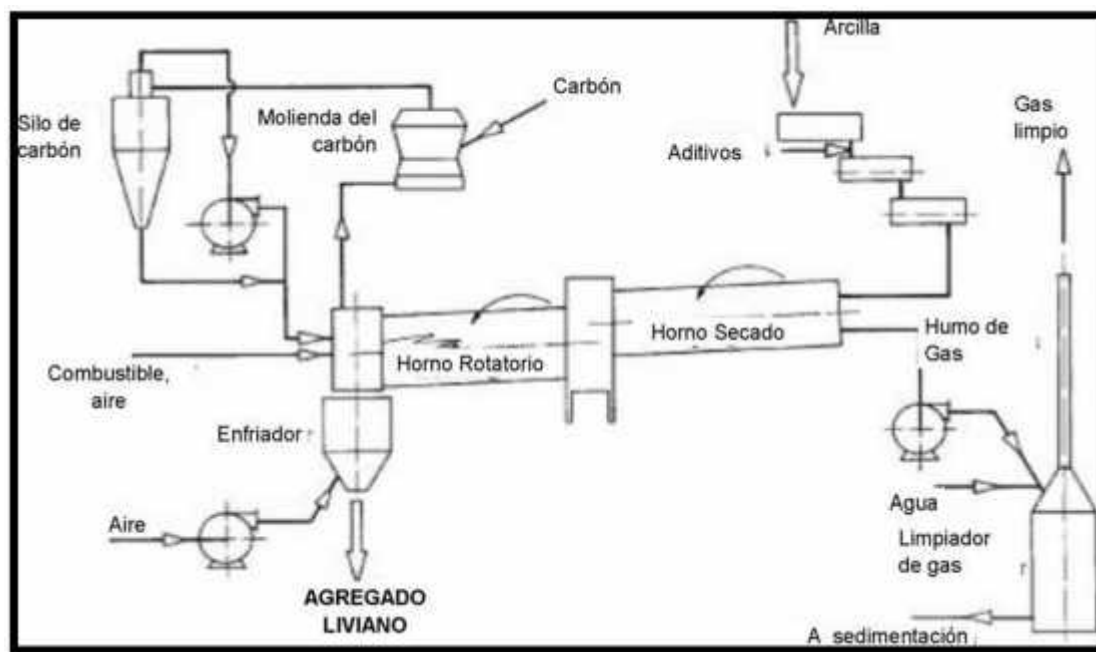 Arcilla
Silo de
carbón
Molienda del
carbón
Carbón
Gas
limpio
Aditivos
Horno Secado
Horno Rotatorio
Humo de
Gas
Combustible,
aire
Enfriador
Agua
Aire
Limpiador
de gas
AGREGADO
LIVIANO
A sedimentación